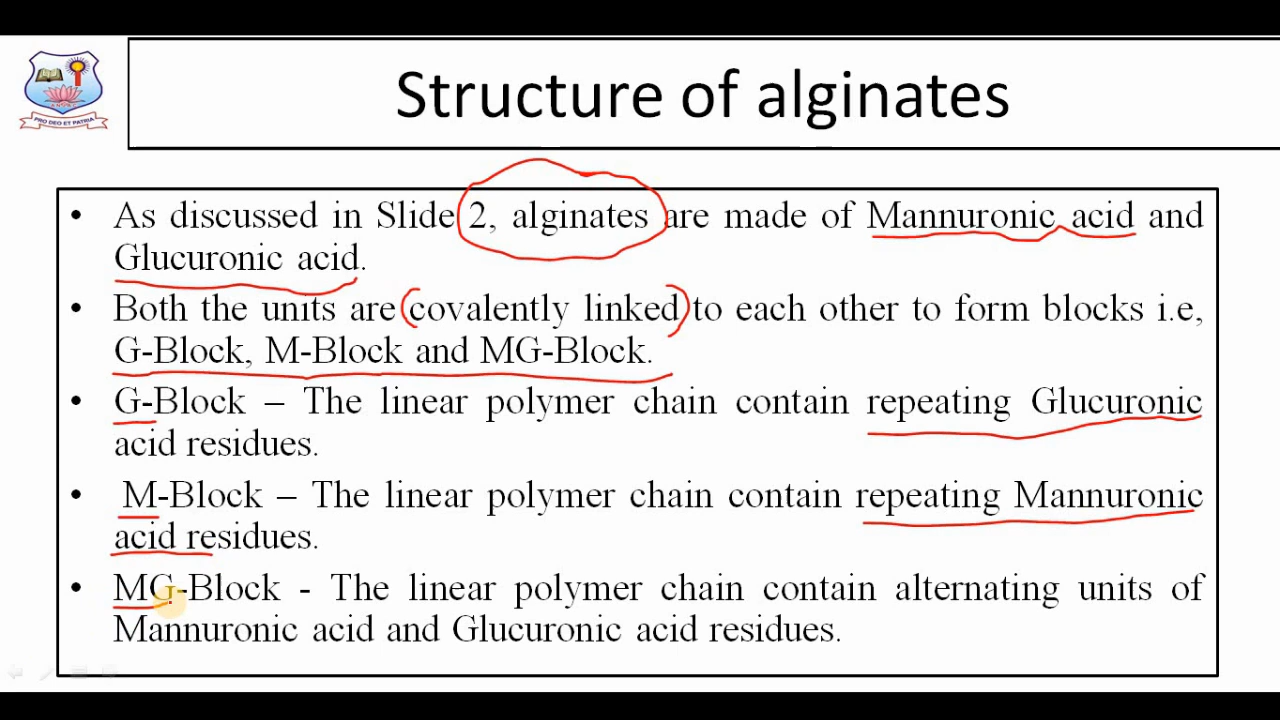 Structure of alginates
PRO DEO ET PATRIA
• As discussed in Slide 2, alginates are made of Mannuronic acid and
Glucuronic acid.
• Both the units are (covalently linked) to each other to form blocks i.e,
G-Block, M-Block and MG-Block.
• G-Block – The linear polymer chain contain repeating Glucuronic
acid residues.
• M-Block – The linear polymer chain contain repeating Mannuronic
acid residues.
• MG-Block - The linear polymer chain contain alternating units of
Mannuronic acid and Glucuronic acid residues.